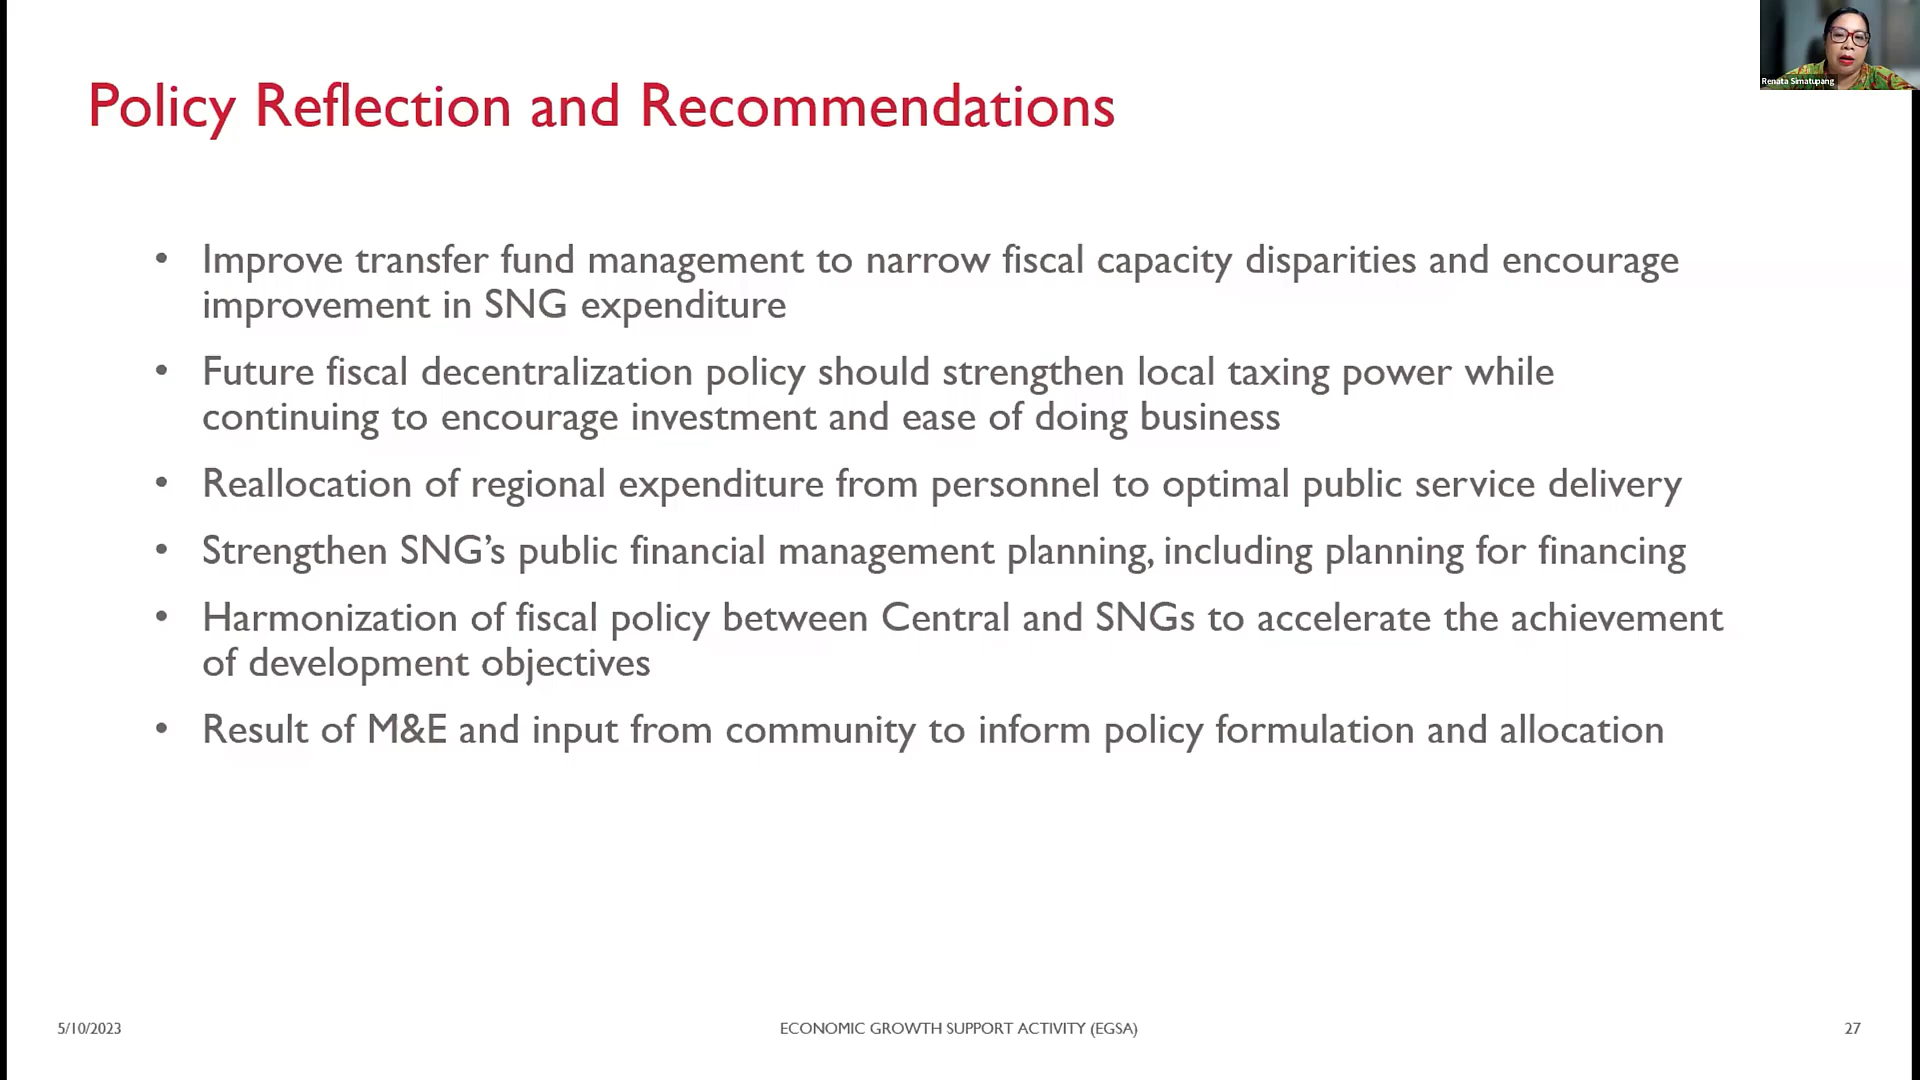 Renata Simatupang
Policy Reflection and Recommendations
• Improve transfer fund management to narrow fiscal capacity disparities and encourage
improvement in SNG expenditure
• Future fiscal decentralization policy should strengthen local taxing power while
continuing to encourage investment and ease of doing business
• Reallocation of regional expenditure from personnel to optimal public service delivery
• Strengthen SNG’s public financial management planning, including planning for financing
• Harmonization of fiscal policy between Central and SNGs to accelerate the achievement
of development objectives
• Result of M&E and input from community to inform policy formulation and allocation
5/10/2023
ECONOMIC GROWTH SUPPORT ACTIVITY (EGSA)
27